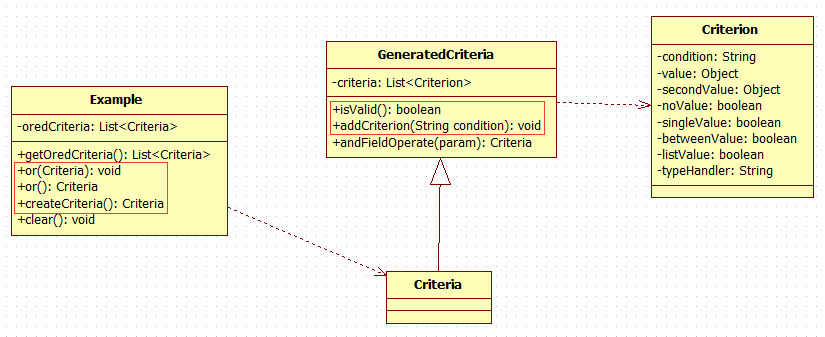 Example
-oredCriteria: List<Criteria>
+getOredCriteria(): List<Criteria>
+or(Criteria): void
+or(): Criteria
+createCriteria(): Criteria
+clear(): void
GeneratedCriteria
-criteria: List<Criterion>
+isValid(): boolean
+addCriterion(String condition): void
+andFieldOperate(param): Criteria
Criterion
-condition: String
-value: Object
-secondValue: Object
-noValue: boolean
-singleValue: boolean
-betweenValue: boolean
-listValue: boolean
-typeHandler: String
Criteria